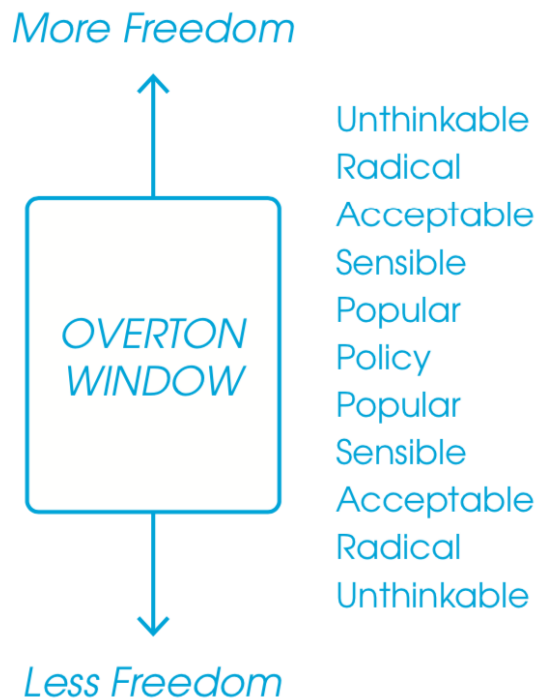 More Freedom
OVERTON
WINDOW
Less Freedom
Unthinkable
Radical
Acceptable
Sensible
Popular
Policy
Popular
Sensible
Acceptable
Radical
Unthinkable